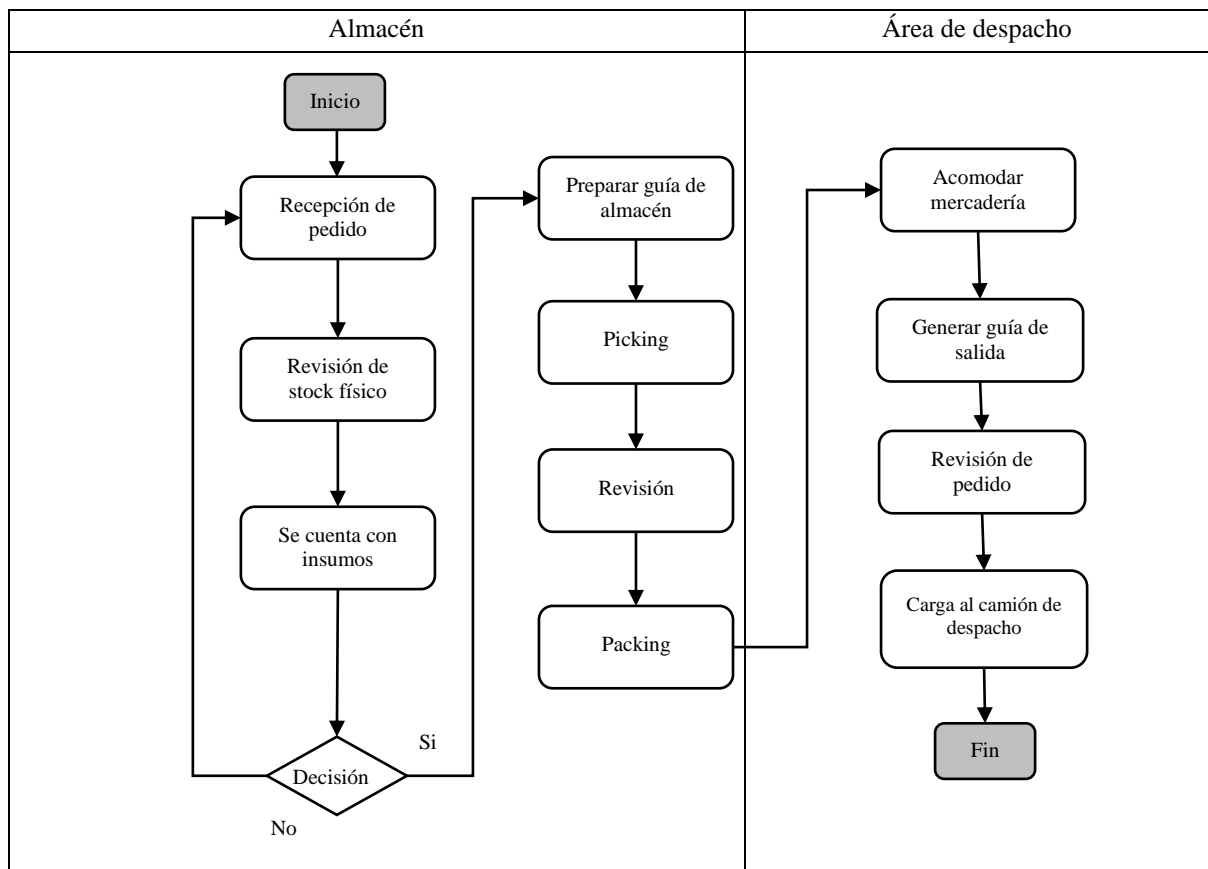 Almacén
Área de despacho
Inicio
Recepción de
pedido
Revisión de
stock físico
Se cuenta con
insumos
Decisión
Si
No
Preparar guía de
almacén
Picking
Revisión
Packing
Acomodar
mercadería
Generar guía de
salida
Revisión de
pedido
Carga al camión de
despacho
Fin